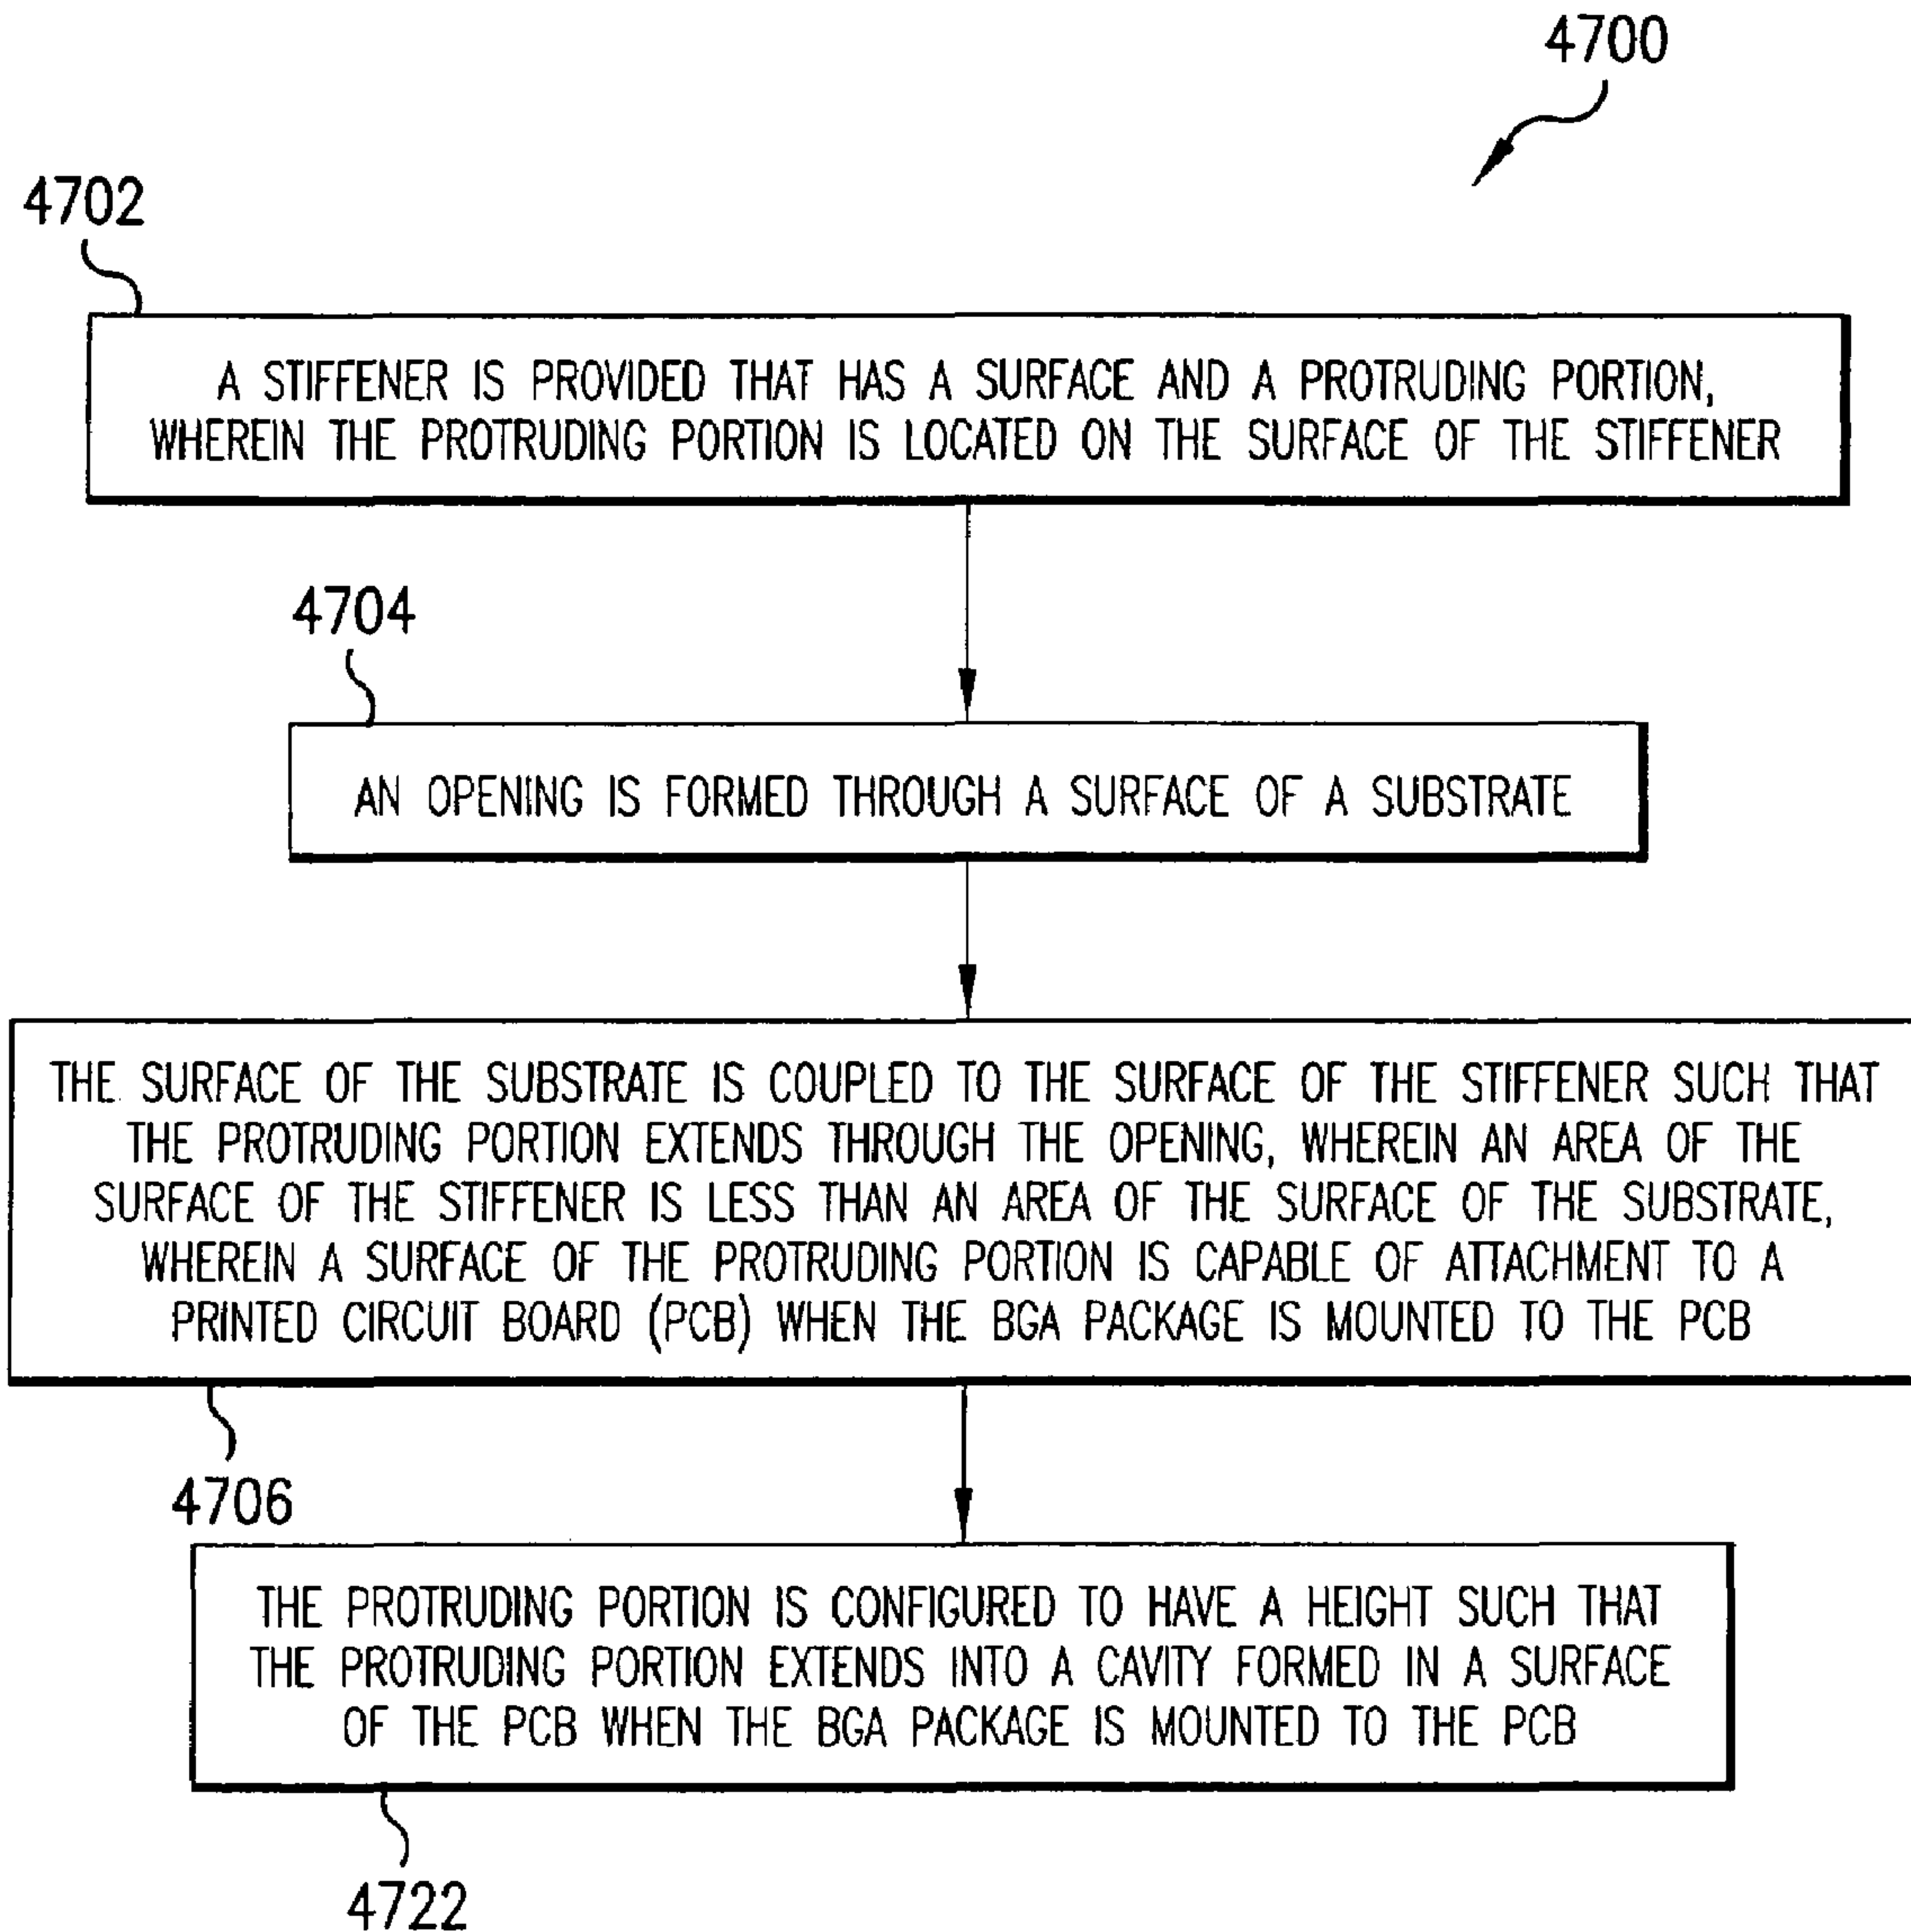 4700
4702
A STIFFENER IS PROVIDED THAT HAS A SURFACE AND A PROTRUDING PORTION,
WHEREIN THE PROTRUDING PORTION IS LOCATED ON THE SURFACE OF THE STIFFENER
4704
AN OPENING IS FORMED THROUGH A SURFACE OF A SUBSTRATE
THE SURFACE OF THE SUBSTRATE IS COUPLED TO THE SURFACE OF THE STIFFENER SUCH THAT
THE PROTRUDING PORTION EXTENDS THROUGH THE OPENING, WHEREIN AN AREA OF THE
SURFACE OF THE STIFFENER IS LESS THAN AN AREA OF THE SURFACE OF THE SUBSTRATE,
WHEREIN A SURFACE OF THE PROTRUDING PORTION IS CAPABLE OF ATTACHMENT TO A
PRINTED CIRCUIT BOARD (PCB) WHEN THE BGA PACKAGE IS MOUNTED TO THE PCB
4706
THE PROTRUDING PORTION IS CONFIGURED TO HAVE A HEIGHT SUCH THAT
THE PROTRUDING PORTION EXTENDS INTO A CAVITY FORMED IN A SURFACE
OF THE PCB WHEN THE BGA PACKAGE IS MOUNTED TO THE PCB
4722